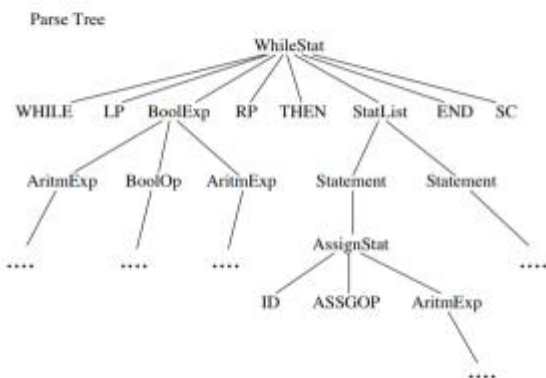 Parse Tree
WhileStat
WHILE LP BoolExp RP THEN StatList END SC
AritmExp BoolOp AritmExp Statement Statement
AssignStat
.... .... .... ....
ID ASSGOP AritmExp
....